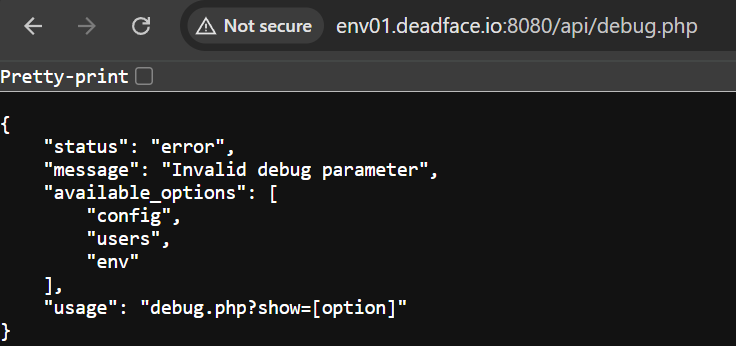 Not secure env01.deadface.io:8080/api/debug.php
Pretty-print
{
    "status": "error",
    "message": "Invalid debug parameter",
    "available_options": [
        "config",
        "users",
        "env"
    ],
    "usage": "debug.php?show=[option]"
}